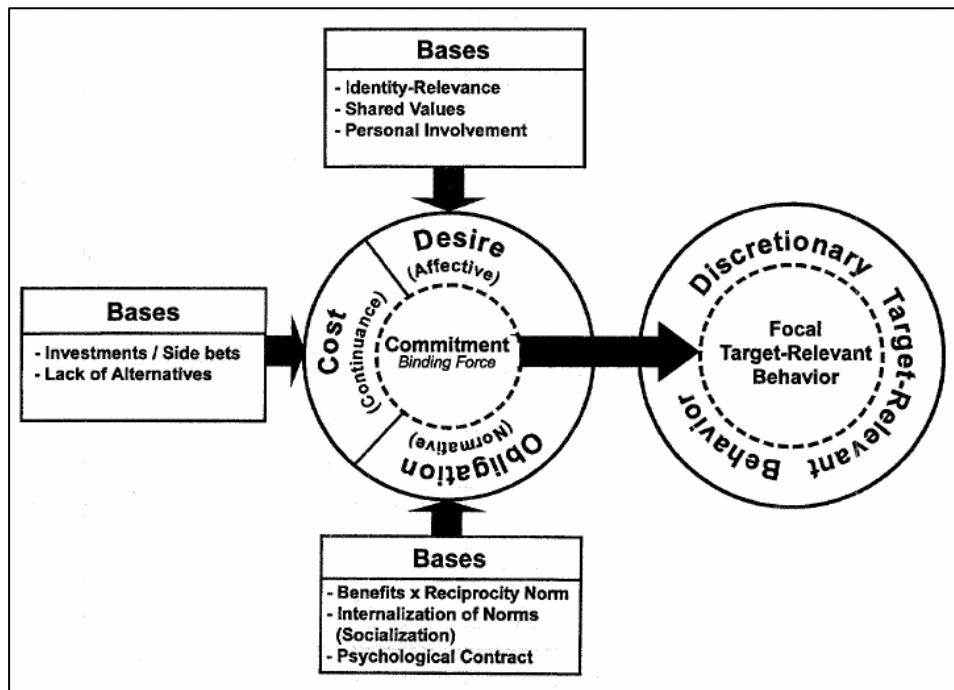 Bases
- Identity-Relevance
- Shared Values
- Personal Involvement
Bases
- Investments / Side bets
- Lack of Alternatives
Desire
(Affective)
Cost
(Continuance)
Commitment
Binding Force
(Normative)
Obligation
Discretionary Target-Relevant Behavior
Focal
Target-Relevant
Behavior
Bases
- Benefits x Reciprocity Norm
- Internalization of Norms
(Socialization)
- Psychological Contract